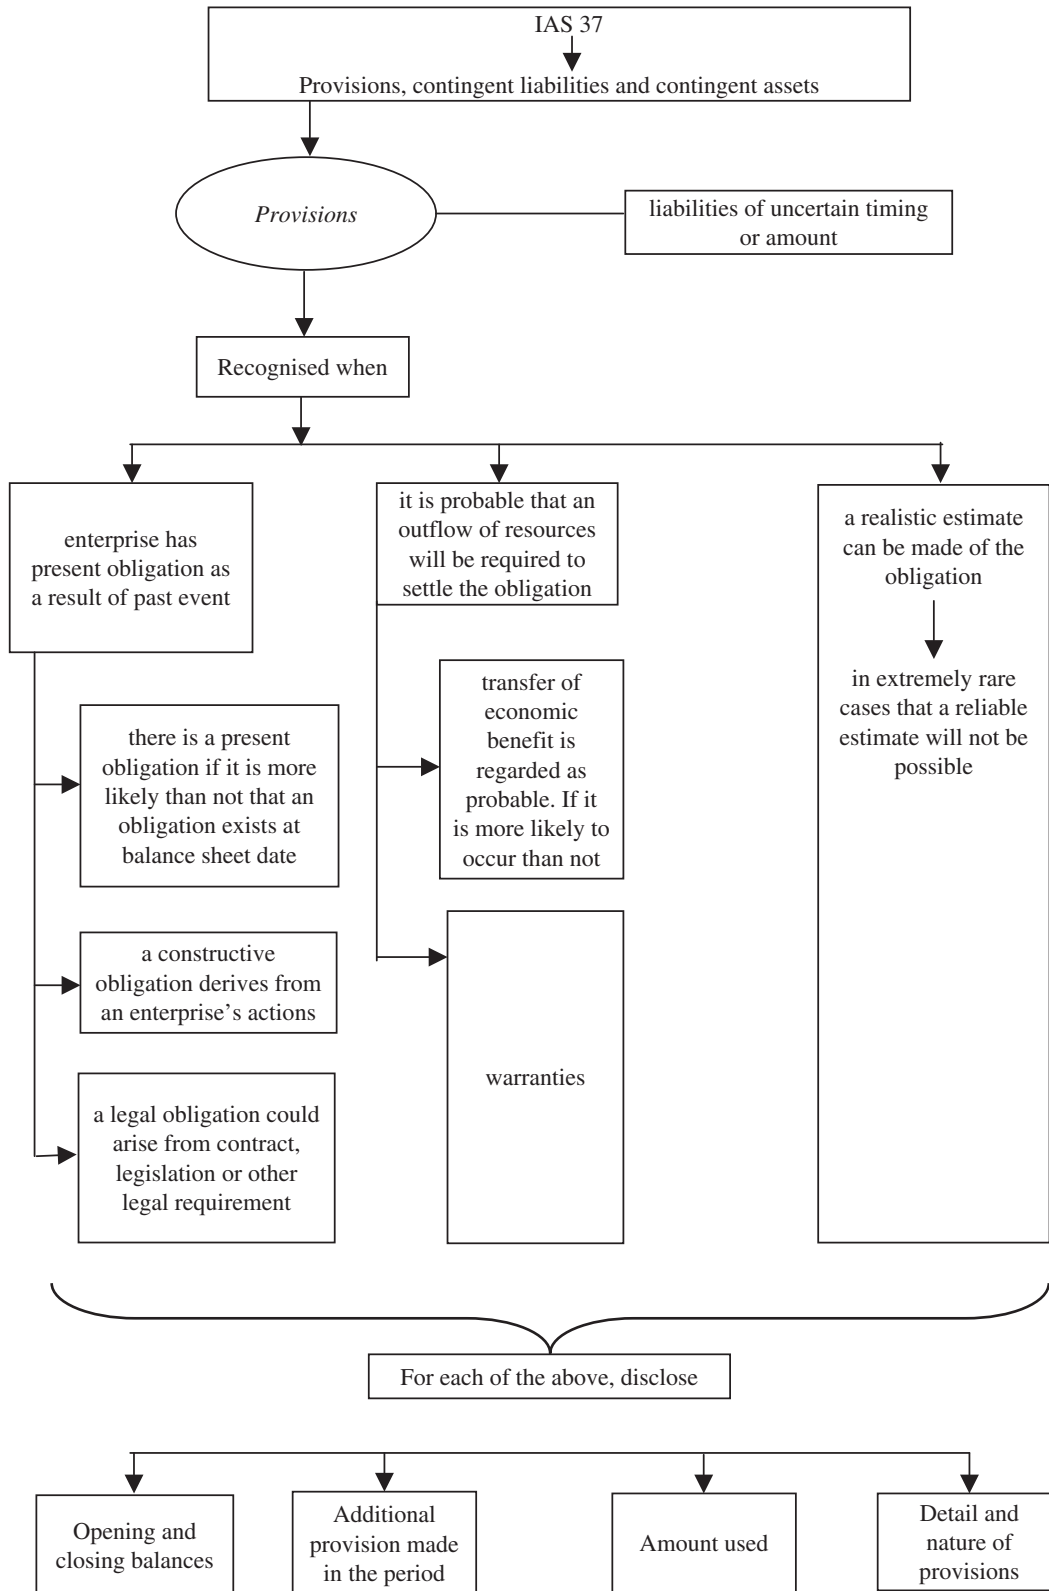 IAS 37
Provisions, contingent liabilities and contingent assets
Provisions
liabilities of uncertain timing
or amount
Recognised when
enterprise has
present obligation as
a result of past event
it is probable that an
outflow of resources
will be required to
settle the obligation
a realistic estimate
can be made of the
obligation
in extremely rare
cases that a reliable
estimate will not be
possible
there is a present
obligation if it is more
likely than not that an
obligation exists at
balance sheet date
transfer of
economic
benefit is
regarded as
probable. If it
is more likely to
occur than not
a constructive
obligation derives from
an enterprise’s actions
warranties
a legal obligation could
arise from contract,
legislation or other
legal requirement
For each of the above, disclose
Opening and
closing balances
Additional
provision made
in the period
Amount used
Detail and
nature of
provisions